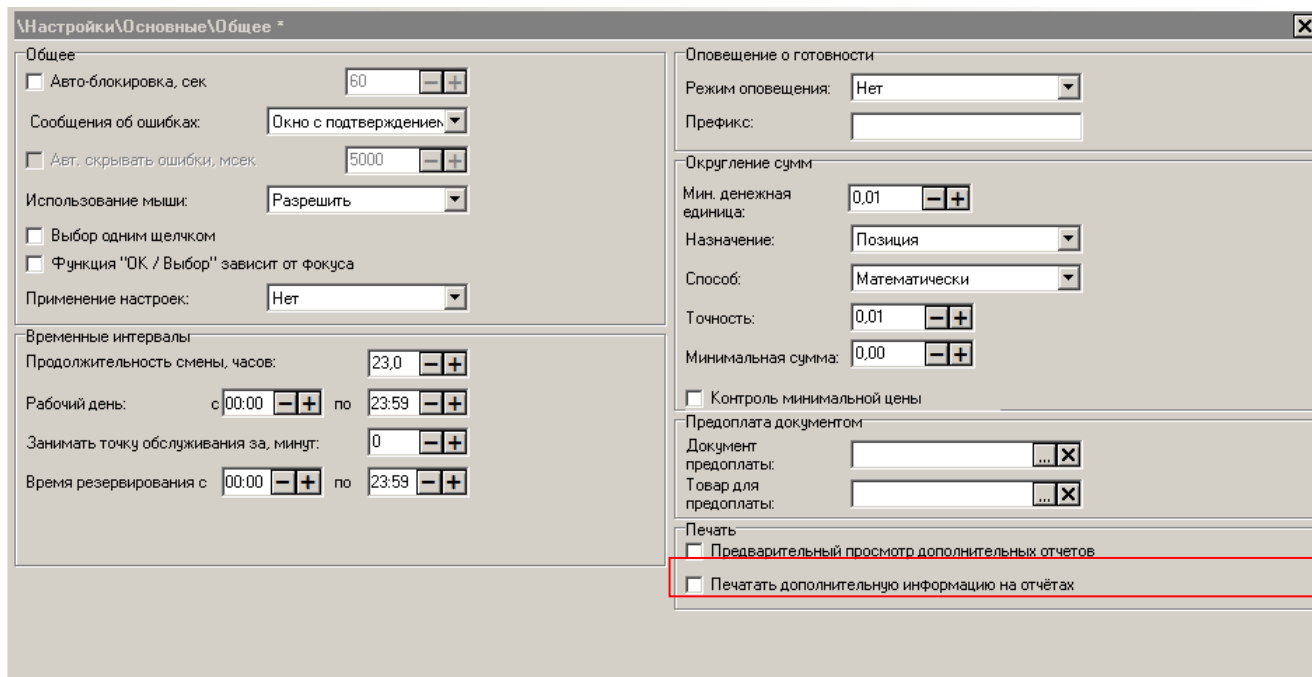 \Настройки\Основные\Общее *
Общее
Авто-блокировка, сек 60
Сообщения об ошибках: Окно с подтверждением
Авт. скрывать ошибки, мсек 5000
Использование мыши: Разрешить
Выбор одним щелчком
Функция "ОК / Выбор" зависит от фокуса
Применение настроек: Нет
Временные интервалы
Продолжительность смены, часов: 23,0
Рабочий день: с 00:00 по 23:59
Занимать точку обслуживания за, минут: 0
Время резервирования с 00:00 по 23:59
Оповещение о готовности
Режим оповещения: Нет
Префикс:
Округление сумм
Мин. денежная
единица: 0,01
Назначение: Позиция
Способ: Математически
Точность: 0,01
Минимальная сумма: 0,00
Контроль минимальной цены
Предоплата документом
Документ
предоплаты: ...
Товар для
предоплаты: ...
Печать
Предварительный просмотр дополнительных отчетов
Печатать дополнительную информацию на отчётах